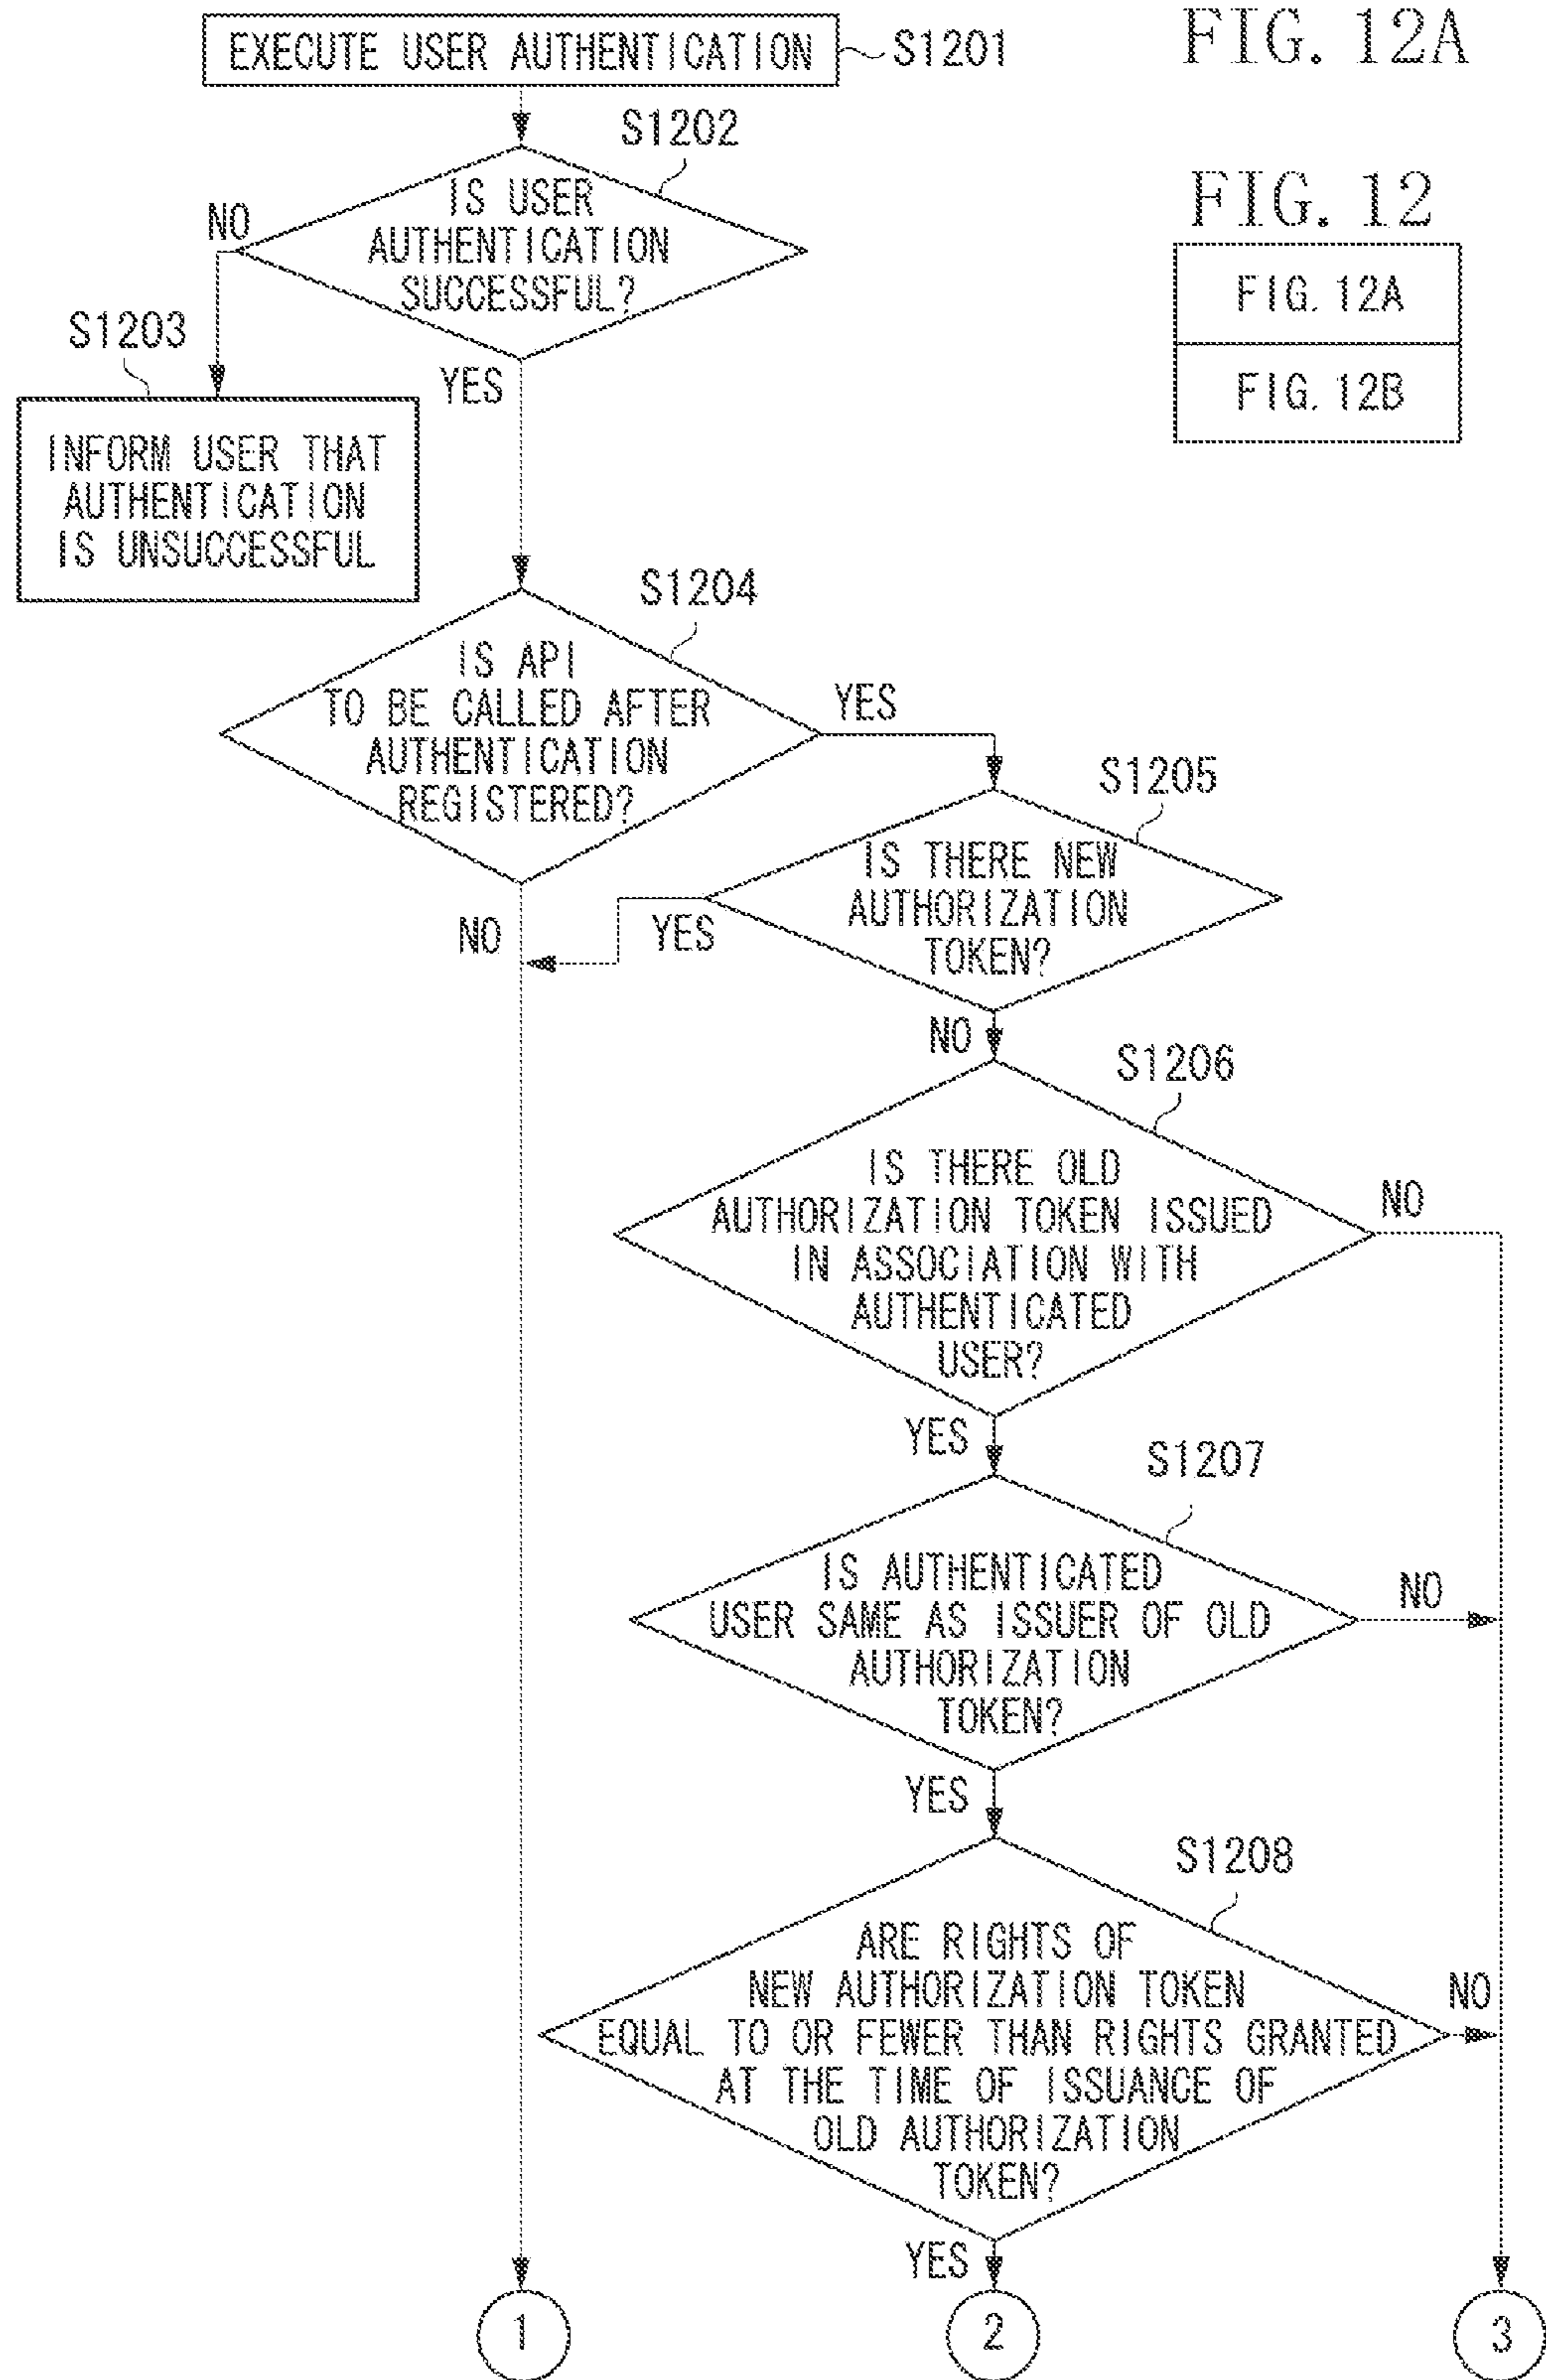 FIG. 12A
EXECUTE USER AUTHENTICATION
S1201
S1202
IS USER
AUTHENTICATION
SUCCESSFUL?
NO
YES
FIG. 12
FIG. 12A
FIG. 12B
S1203
INFORM USER THAT
AUTHENTICATION
IS UNSUCCESSFUL
S1204
IS API
TO BE CALLED AFTER
AUTHENTICATION
REGISTERED?
YES
NO
S1205
IS THERE NEW
AUTHORIZATION
TOKEN?
YES
NO
S1206
IS THERE OLD
AUTHORIZATION TOKEN ISSUED
IN ASSOCIATION WITH
AUTHENTICATED
USER?
NO
YES
S1207
IS AUTHENTICATED
USER SAME AS ISSUER OF OLD
AUTHORIZATION
TOKEN?
NO
YES
S1208
ARE RIGHTS OF
NEW AUTHORIZATION TOKEN
EQUAL TO OR FEWER THAN RIGHTS GRANTED
AT THE TIME OF ISSUANCE OF
OLD AUTHORIZATION
TOKEN?
NO
YES
1
2
3